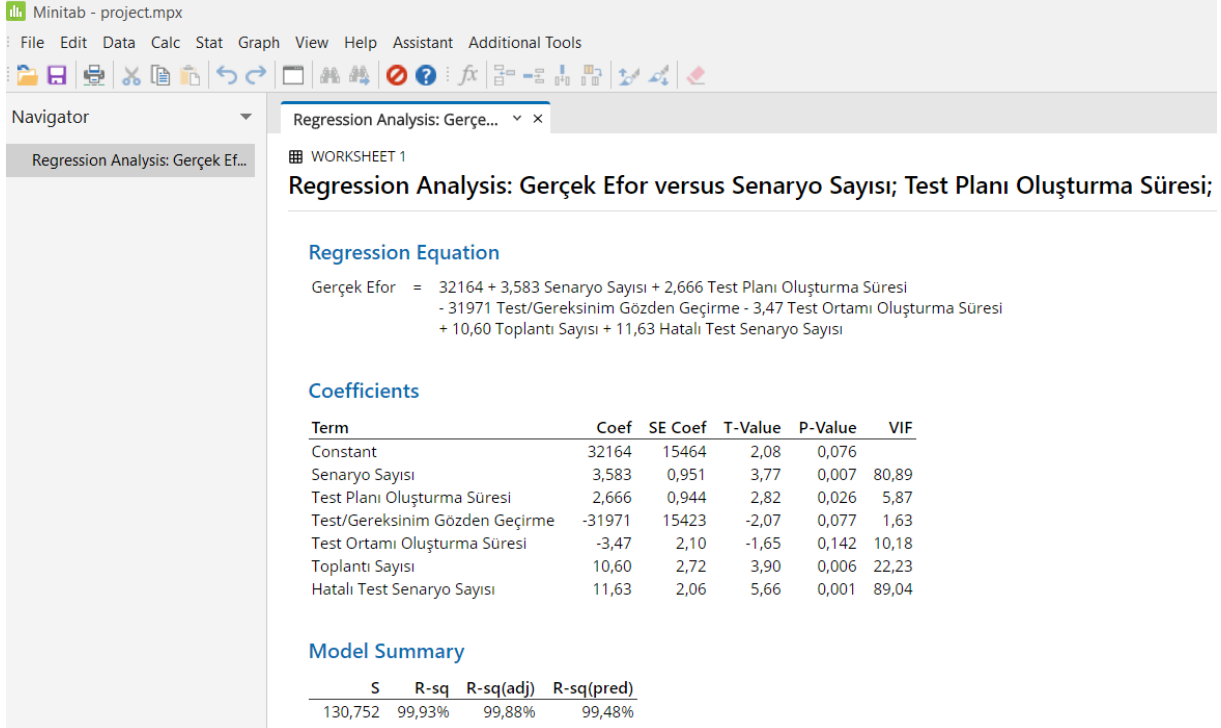 Minitab - project.mpx
File Edit Data Calc Stat Graph View Help Assistant Additional Tools
fx
Navigator
Regression Analysis: Gerçe...
Regression Analysis: Gerçek Ef...
WORKSHEET 1
Regression Analysis: Gerçek Efor versus Senaryo Sayısı; Test Planı Oluşturma Süresi;
Regression Equation
Gerçek Efor = 32164 + 3,583 Senaryo Sayısı + 2,666 Test Planı Oluşturma Süresi
- 31971 Test/Gereksinim Gözden Geçirme - 3,47 Test Ortamı Oluşturma Süresi
+ 10,60 Toplantı Sayısı + 11,63 Hatalı Test Senaryo Sayısı
Coefficients
Term Coef SE Coef T-Value P-Value VIF
Constant 32164 15464 2,08 0,076
Senaryo Sayısı 3,583 0,951 3,77 0,007 80,89
Test Planı Oluşturma Süresi 2,666 0,944 2,82 0,026 5,87
Test/Gereksinim Gözden Geçirme -31971 15423 -2,07 0,077 1,63
Test Ortamı Oluşturma Süresi -3,47 2,10 -1,65 0,142 10,18
Toplantı Sayısı 10,60 2,72 3,90 0,006 22,23
Hatalı Test Senaryo Sayısı 11,63 2,06 5,66 0,001 89,04
Model Summary
S R-sq R-sq(adj) R-sq(pred)
130,752 99,93% 99,88% 99,48%